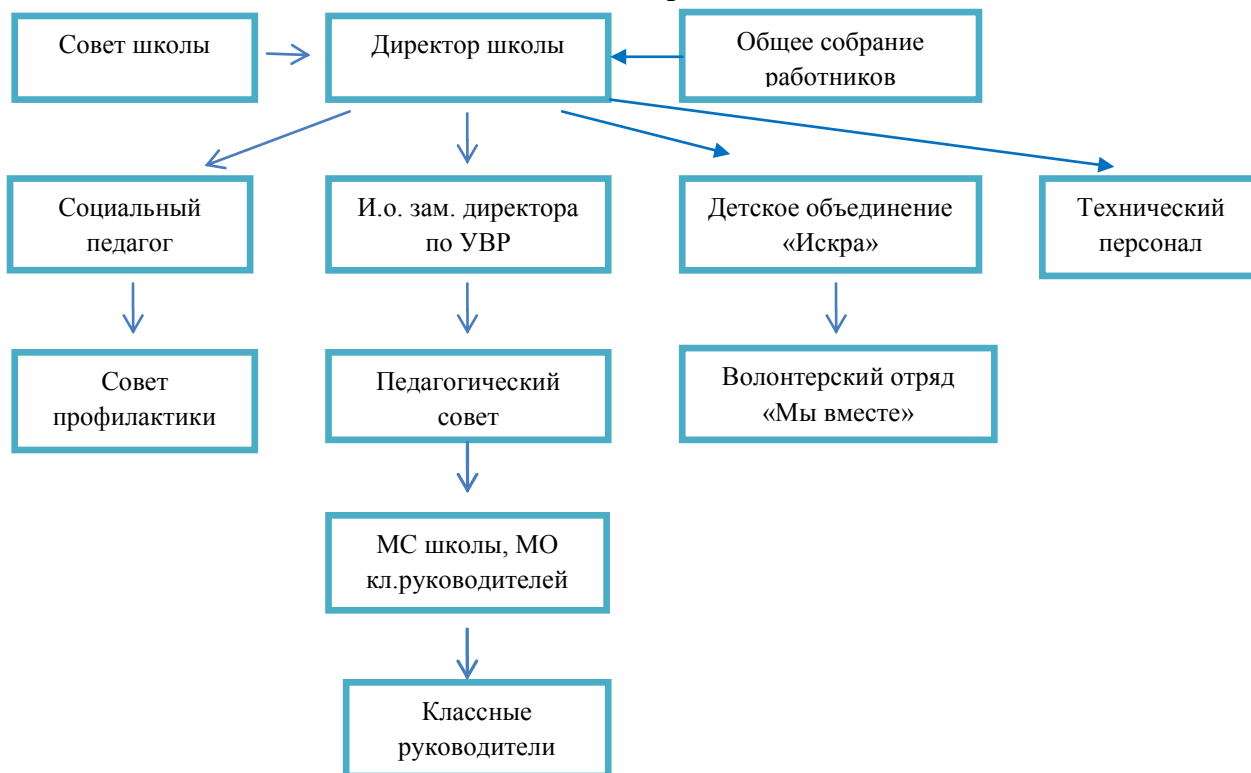 Совет школы
Директор школы
Общее собрание
работников
Социальный
педагог
И.о. зам. директора
по УВР
Детское объединение
«Искра»
Технический
персонал
Совет
профилактики
Педагогический
совет
Волонтерский отряд
«Мы вместе»
МС школы, МО
кл.руководителей
Классные
руководители